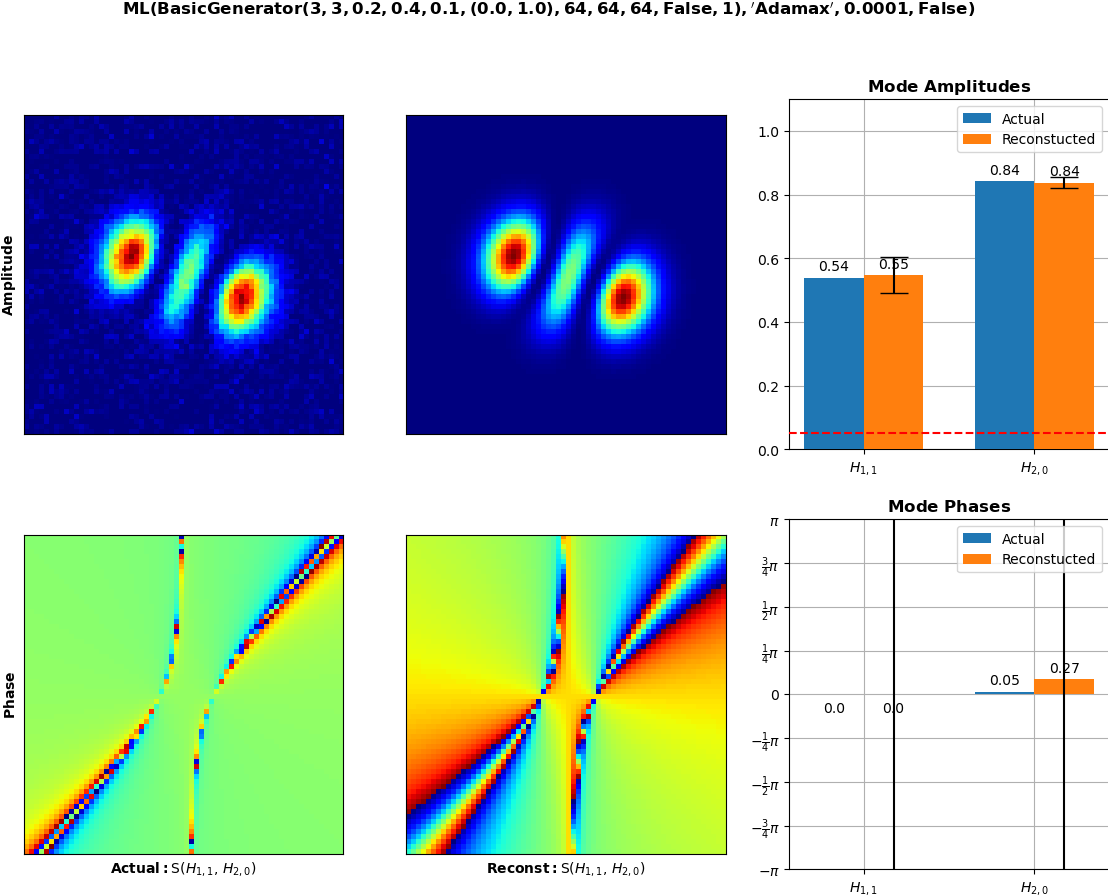 ML(BasicGenerator(3, 3, 0.2, 0.4, 0.1, (0.0, 1.0), 64, 64, 64, False, 1), ′Adamax′, 0.0001, False)
Amplitude
Mode Amplitudes
Actual
Reconstucted
1.0
0.8
0.6
0.4
0.2
0.0
0.54
0.55
0.84
0.84
H1, 1
H2, 0
Phase
Actual: S(H1, 1, H2, 0)
Reconst: S(H1, 1, H2, 0)
Mode Phases
Actual
Reconstucted
π
3/4π
1/2π
1/4π
0
−1/4π
−1/2π
−3/4π
−π
0.0
0.0
0.05
0.27
H1, 1
H2, 0